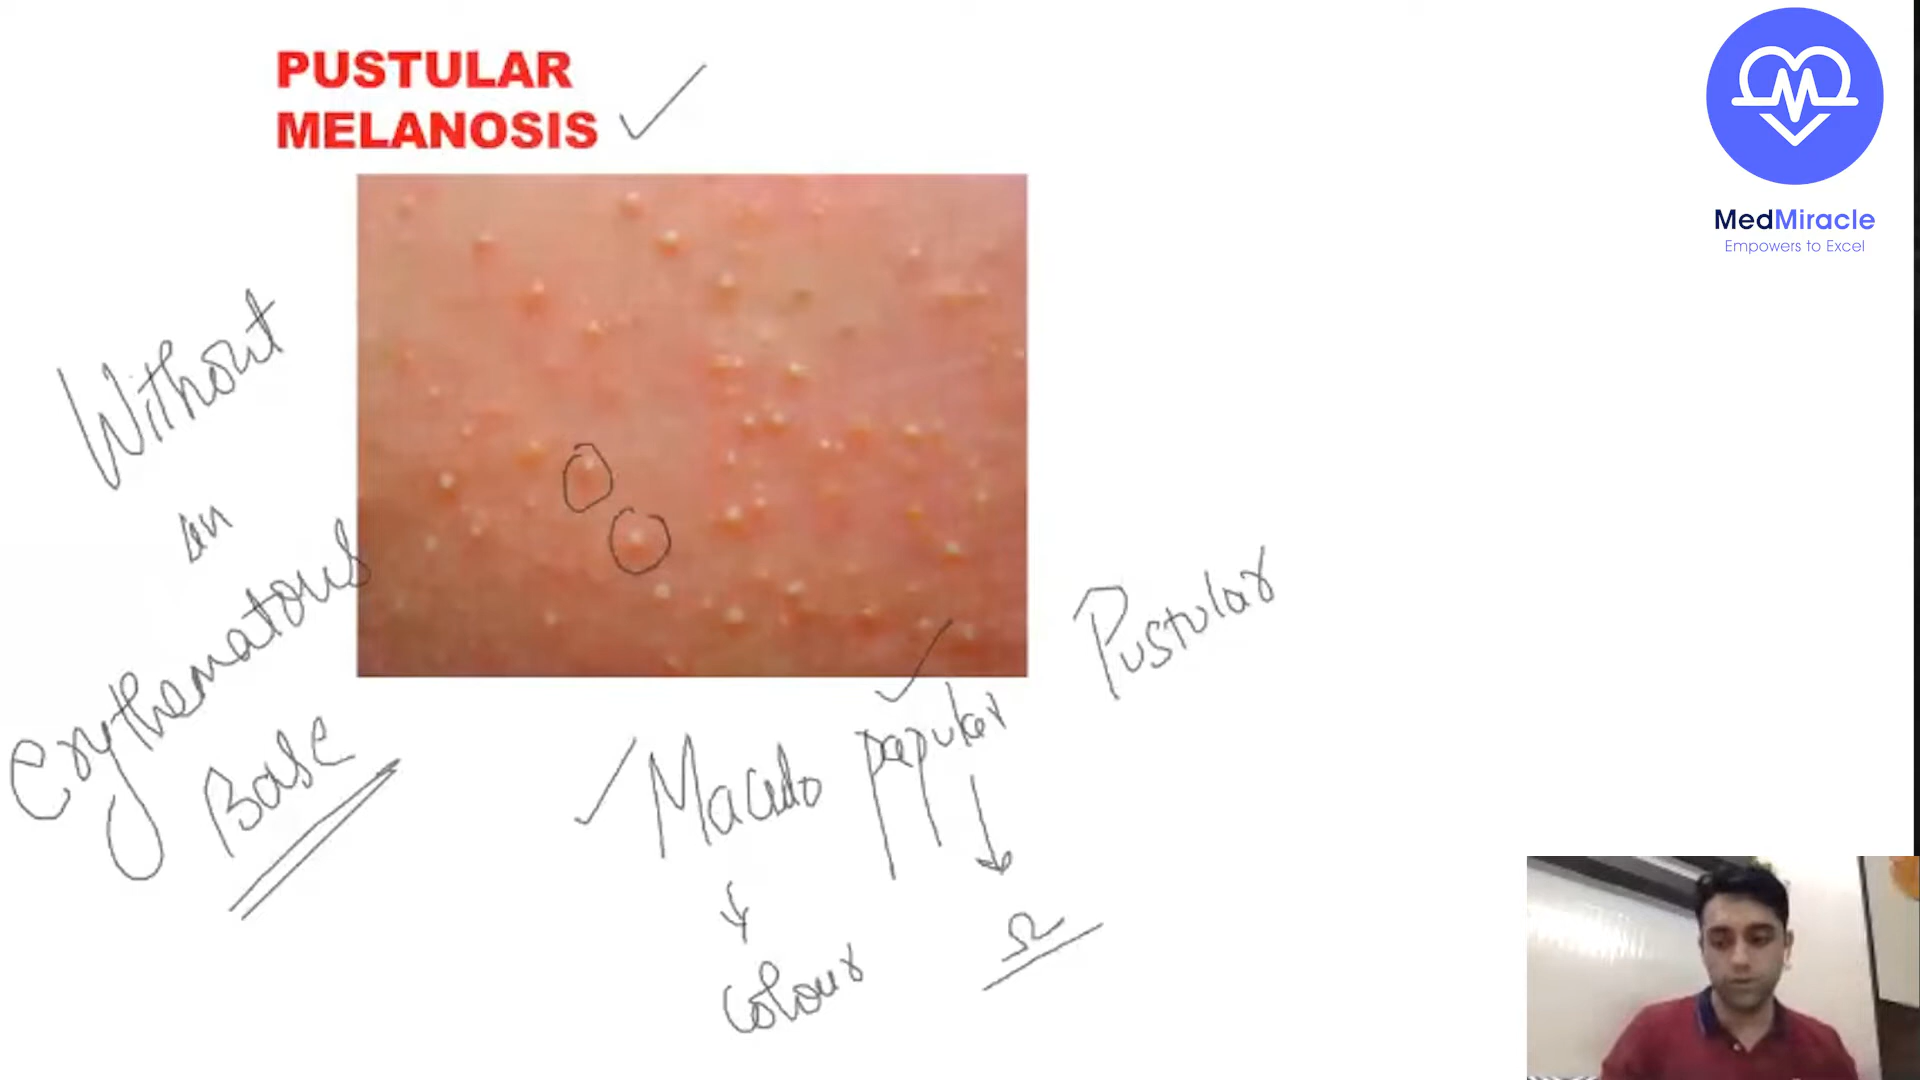 PUSTULAR
MELANOSIS
MedMiracle
Empowers to Excel
Without
an
Erythematous
Base
Maculo papular Pustular
colour